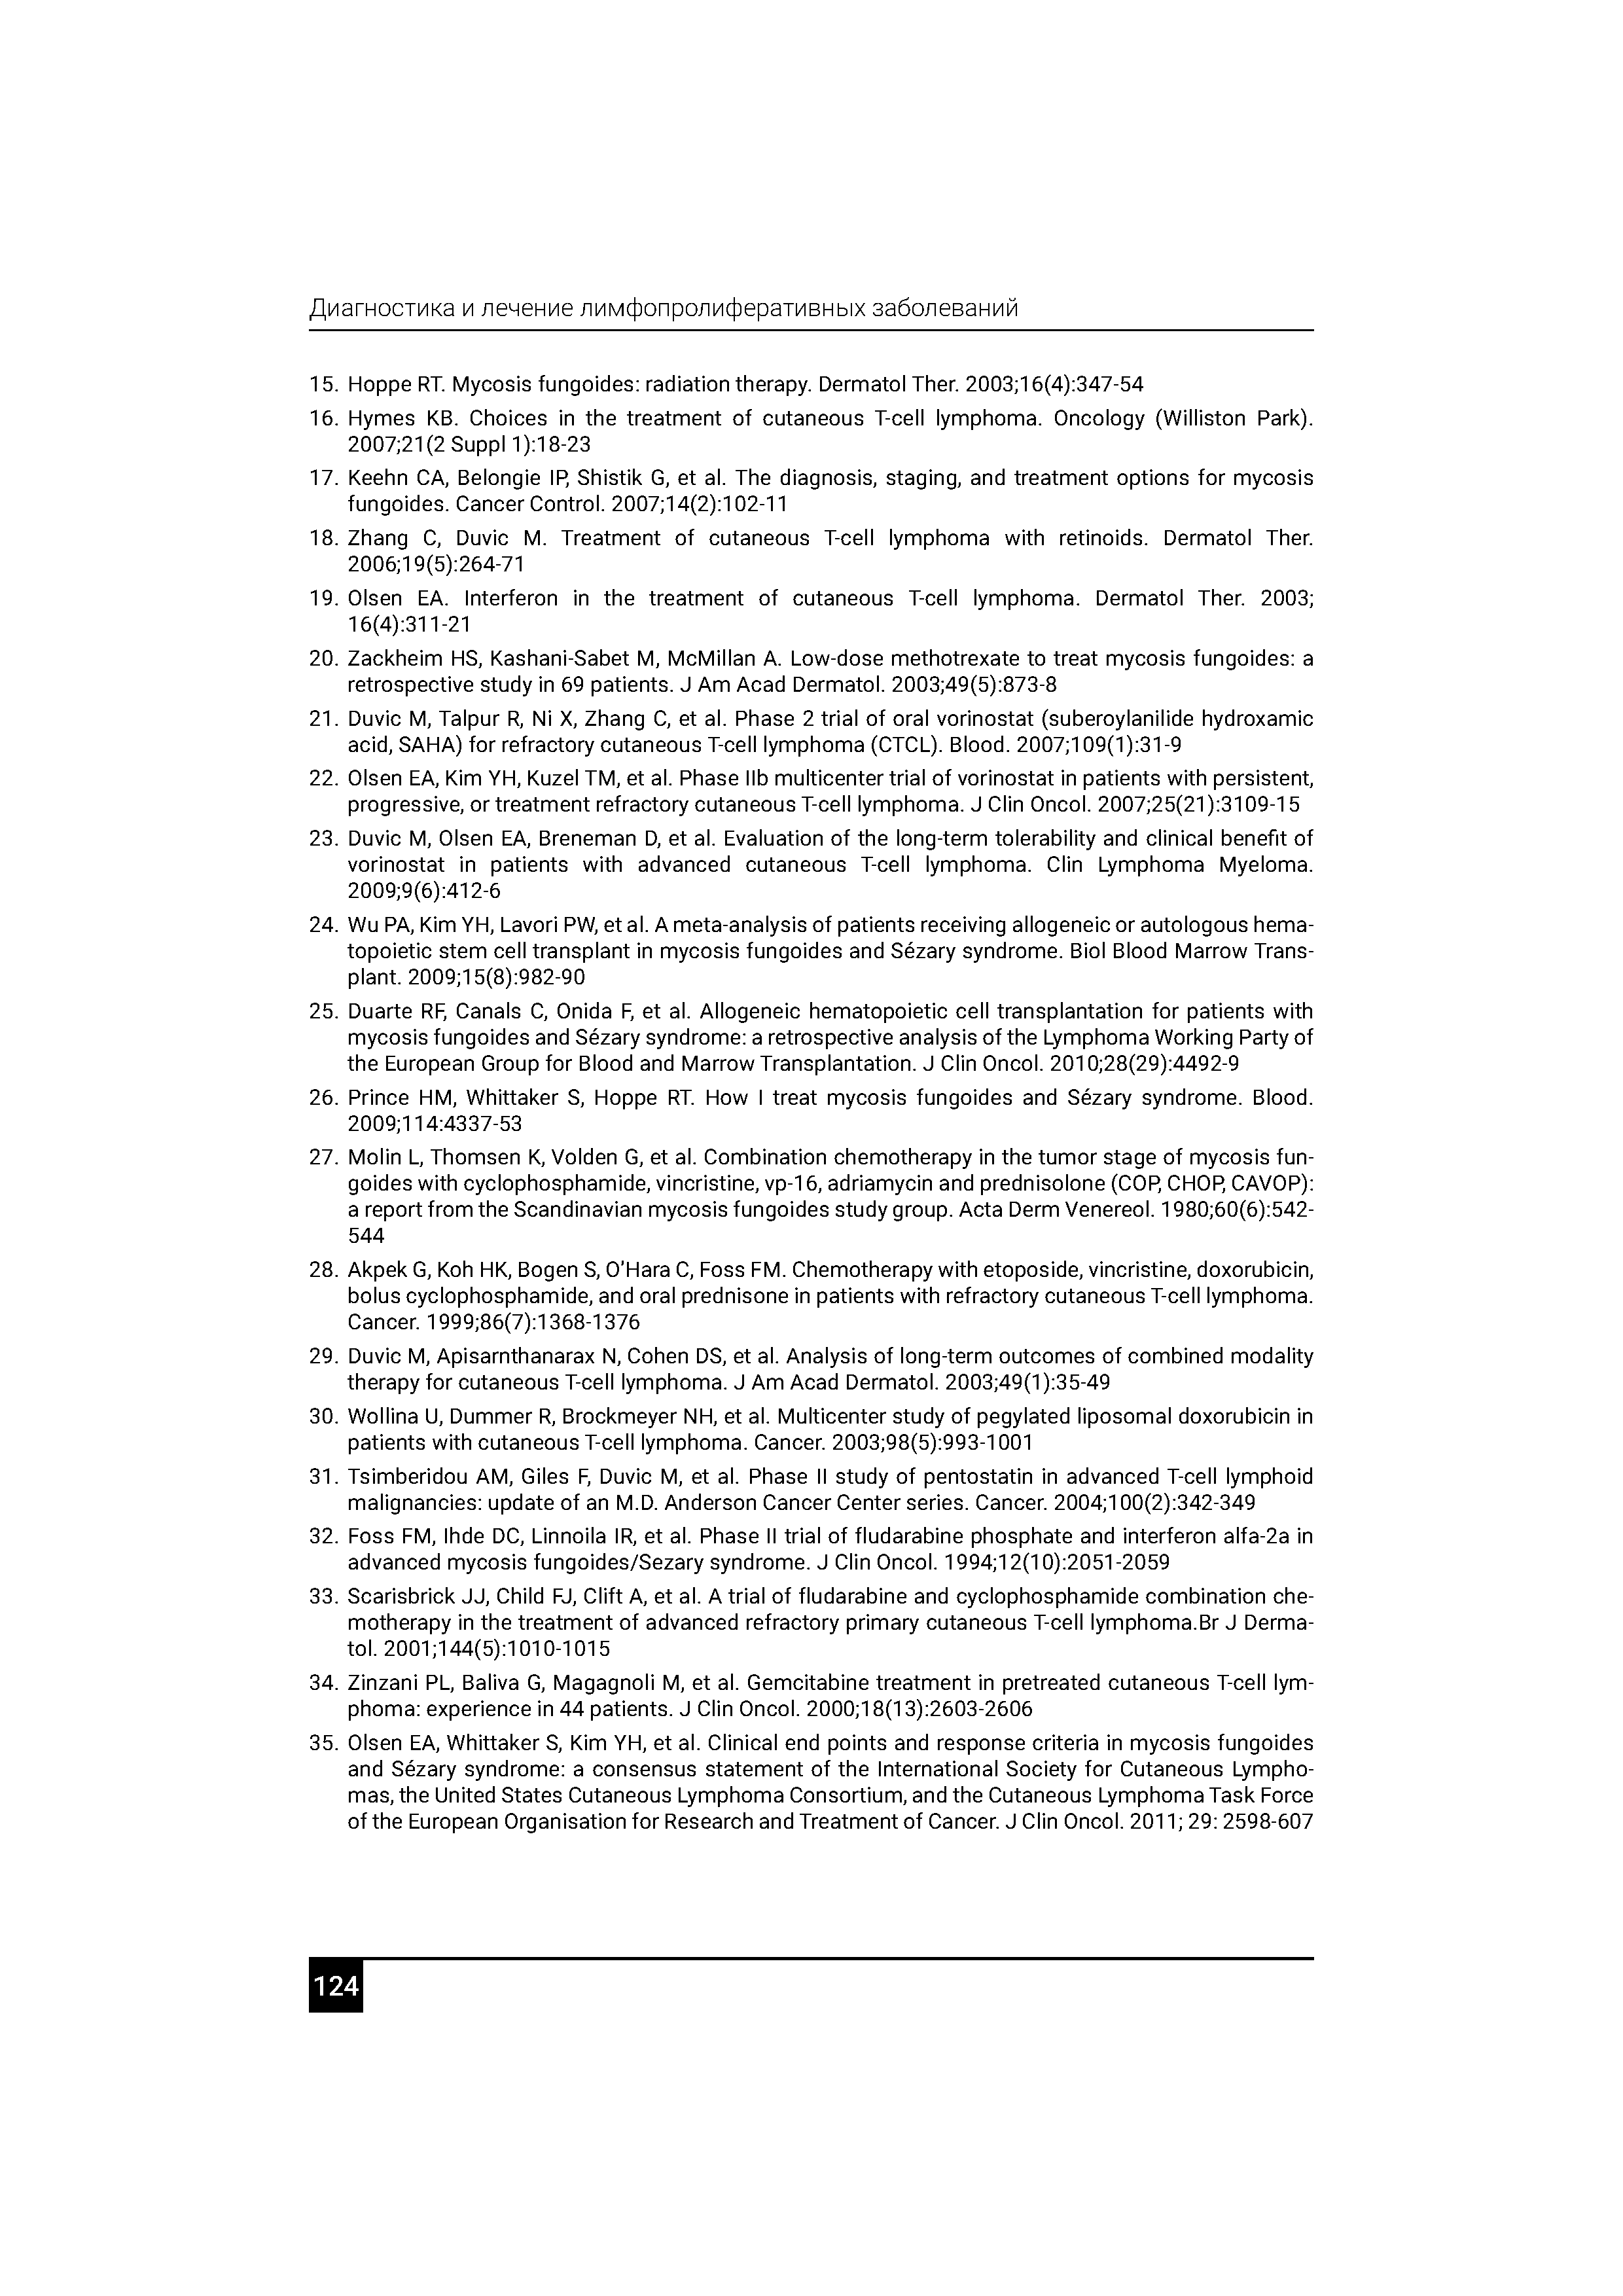 Диагностика и лечение лимфопролиферативных заболеваний
15. Hoppe RT. Mycosis fungoides: radiation therapy. Dermatol Ther. 2003;16(4):347-54
16. Hymes KB. Choices in the treatment of cutaneous T-cell lymphoma. Oncology (Williston Park).
2007;21(2 Suppl 1):18-23
17. Keehn CA, Belongie IP, Shistik G, et al. The diagnosis, staging, and treatment options for mycosis
fungoides. Cancer Control. 2007;14(2):102-11
18. Zhang C, Duvic M. Treatment of cutaneous T-cell lymphoma with retinoids. Dermatol Ther.
2006;19(5):264-71
19. Olsen EA. Interferon in the treatment of cutaneous T-cell lymphoma. Dermatol Ther. 2003;
16(4):311-21
20. Zackheim HS, Kashani-Sabet M, McMillan A. Low-dose methotrexate to treat mycosis fungoides: a
retrospective study in 69 patients. J Am Acad Dermatol. 2003;49(5):873-8
21. Duvic M, Talpur R, Ni X, Zhang C, et al. Phase 2 trial of oral vorinostat (suberoylanilide hydroxamic
acid, SAHA) for refractory cutaneous T-cell lymphoma (CTCL). Blood. 2007;109(1):31-9
22. Olsen EA, Kim YH, Kuzel TM, et al. Phase IIb multicenter trial of vorinostat in patients with persistent,
progressive, or treatment refractory cutaneous T-cell lymphoma. J Clin Oncol. 2007;25(21):3109-15
23. Duvic M, Olsen EA, Breneman D, et al. Evaluation of the long-term tolerability and clinical benefit of
vorinostat in patients with advanced cutaneous T-cell lymphoma. Clin Lymphoma Myeloma.
2009;9(6):412-6
24. Wu PA, Kim YH, Lavori PW, et al. A meta-analysis of patients receiving allogeneic or autologous hema-
topoietic stem cell transplant in mycosis fungoides and Sézary syndrome. Biol Blood Marrow Trans-
plant. 2009;15(8):982-90
25. Duarte RF, Canals C, Onida F, et al. Allogeneic hematopoietic cell transplantation for patients with
mycosis fungoides and Sézary syndrome: a retrospective analysis of the Lymphoma Working Party of
the European Group for Blood and Marrow Transplantation. J Clin Oncol. 2010;28(29):4492-9
26. Prince HM, Whittaker S, Hoppe RT. How I treat mycosis fungoides and Sézary syndrome. Blood.
2009;114:4337-53
27. Molin L, Thomsen K, Volden G, et al. Combination chemotherapy in the tumor stage of mycosis fun-
goides with cyclophosphamide, vincristine, vp-16, adriamycin and prednisolone (COP, CHOP, CAVOP):
a report from the Scandinavian mycosis fungoides study group. Acta Derm Venereol. 1980;60(6):542-
544
28. Akpek G, Koh HK, Bogen S, O'Hara C, Foss FM. Chemotherapy with etoposide, vincristine, doxorubicin,
bolus cyclophosphamide, and oral prednisone in patients with refractory cutaneous T-cell lymphoma.
Cancer. 1999;86(7):1368-1376
29. Duvic M, Apisarnthanarax N, Cohen DS, et al. Analysis of long-term outcomes of combined modality
therapy for cutaneous T-cell lymphoma. J Am Acad Dermatol. 2003;49(1):35-49
30. Wollina U, Dummer R, Brockmeyer NH, et al. Multicenter study of pegylated liposomal doxorubicin in
patients with cutaneous T-cell lymphoma. Cancer. 2003;98(5):993-1001
31. Tsimberidou AM, Giles F, Duvic M, et al. Phase II study of pentostatin in advanced T-cell lymphoid
malignancies: update of an M.D. Anderson Cancer Center series. Cancer. 2004;100(2):342-349
32. Foss FM, Ihde DC, Linnoila IR, et al. Phase II trial of fludarabine phosphate and interferon alfa-2a in
advanced mycosis fungoides/Sezary syndrome. J Clin Oncol. 1994;12(10):2051-2059
33. Scarisbrick JJ, Child FJ, Clift A, et al. A trial of fludarabine and cyclophosphamide combination che-
motherapy in the treatment of advanced refractory primary cutaneous T-cell lymphoma.Br J Derma-
tol. 2001;144(5):1010-1015
34. Zinzani PL, Baliva G, Magagnoli M, et al. Gemcitabine treatment in pretreated cutaneous T-cell lym-
phoma: experience in 44 patients. J Clin Oncol. 2000;18(13):2603-2606
35. Olsen EA, Whittaker S, Kim YH, et al. Clinical end points and response criteria in mycosis fungoides
and Sézary syndrome: a consensus statement of the International Society for Cutaneous Lympho-
mas, the United States Cutaneous Lymphoma Consortium, and the Cutaneous Lymphoma Task Force
of the European Organisation for Research and Treatment of Cancer. J Clin Oncol. 2011; 29: 2598-607
124